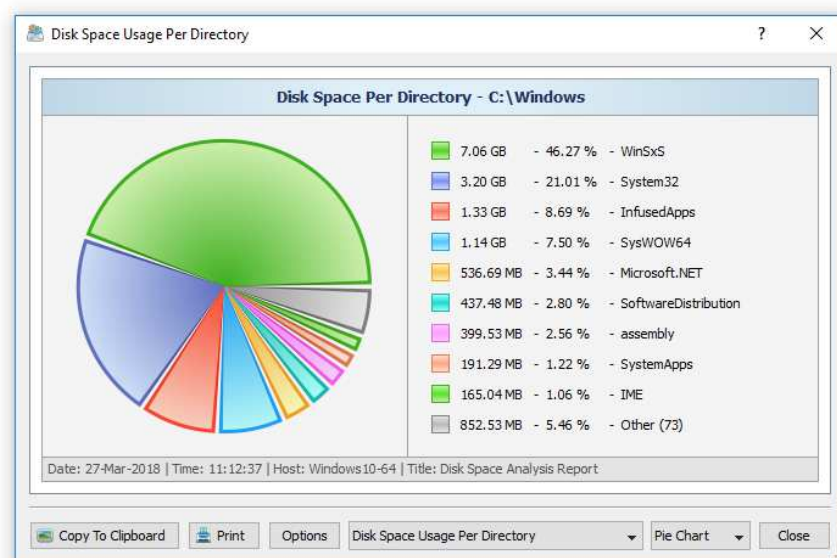 Disk Space Usage Per Directory
?
Disk Space Per Directory - C:\Windows
7.06 GB - 46.27 % - WinSxS
3.20 GB - 21.01 % - System32
1.33 GB - 8.69 % - InfusedApps
1.14 GB - 7.50 % - SysWOW64
536.69 MB - 3.44 % - Microsoft.NET
437.48 MB - 2.80 % - SoftwareDistribution
399.53 MB - 2.56 % - assembly
191.29 MB - 1.22 % - SystemApps
165.04 MB - 1.06 % - IME
852.53 MB - 5.46 % - Other (73)
Date: 27-Mar-2018 | Time: 11:12:37 | Host: Windows10-64 | Title: Disk Space Analysis Report
Copy To Clipboard Print Options Disk Space Usage Per Directory Pie Chart Close